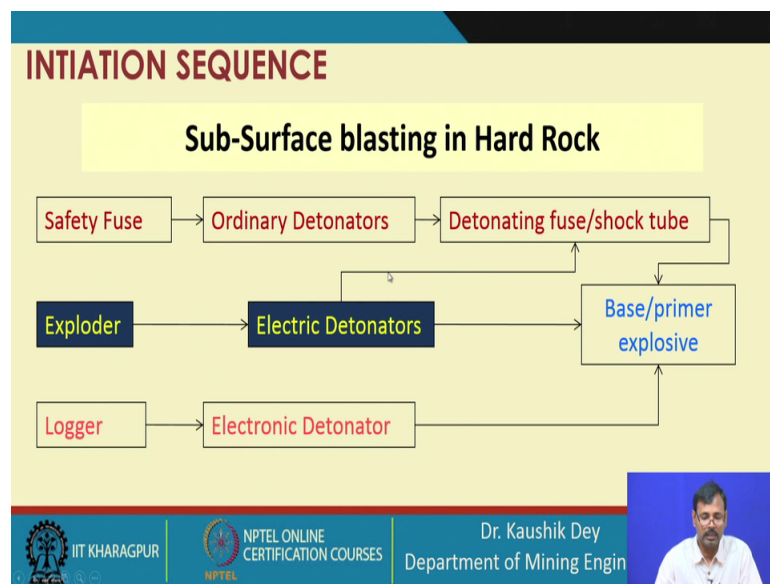 INTIATION SEQUENCE
Sub-Surface blasting in Hard Rock
Safety Fuse
Ordinary Detonators
Detonating fuse/shock tube
Exploder
Electric Detonators
Base/primer
explosive
Logger
Electronic Detonator
IIT KHARAGPUR
NPTEL
NPTEL ONLINE
CERTIFICATION COURSES
Dr. Kaushik Dey
Department of Mining Engin